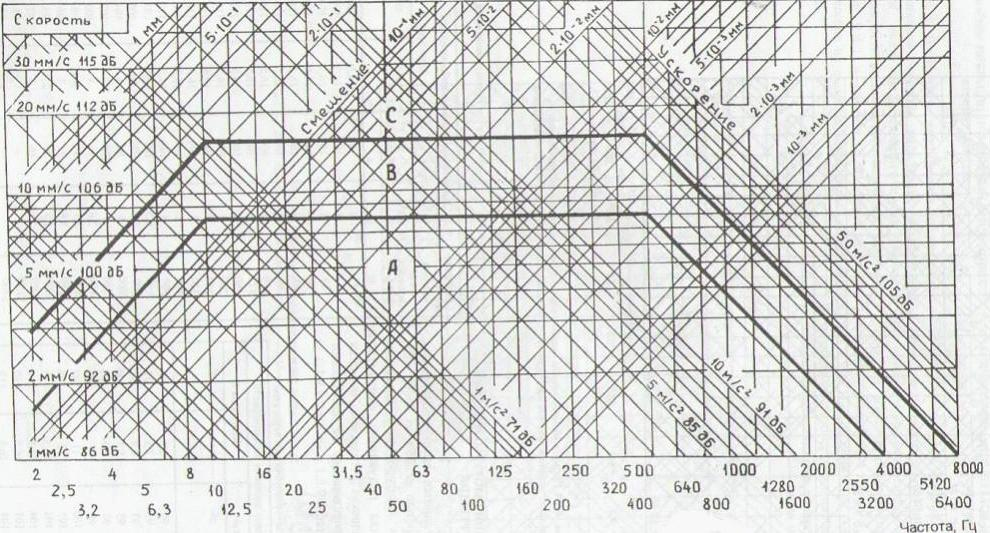 Скорость
30 мм/с 115 дБ
20 мм/с 112 дБ
10 мм/с 106 дБ
5 мм/с 100 дБ
2 мм/с 92 дБ
1 мм/с 86 дБ
1 мм
5·10⁻¹
2·10⁻¹
10⁻¹ мм
5·10⁻²
2·10⁻² мм
10⁻² мм
5·10⁻³ мм
2·10⁻³ мм
10⁻³ мм
Смещение
Ускорение
C
B
A
1 м/с² 71 дБ
5 м/с² 85 дБ
10 м/с² 91 дБ
50 м/с² 105 дБ
2 4 8 16 31,5 63 125 250 500 1000 2000 4000 8000
2,5 5 10 20 40 80 160 320 640 1280 2550 5120
3,2 6,3 12,5 25 50 100 200 400 800 1600 3200 6400
Частота, Гц